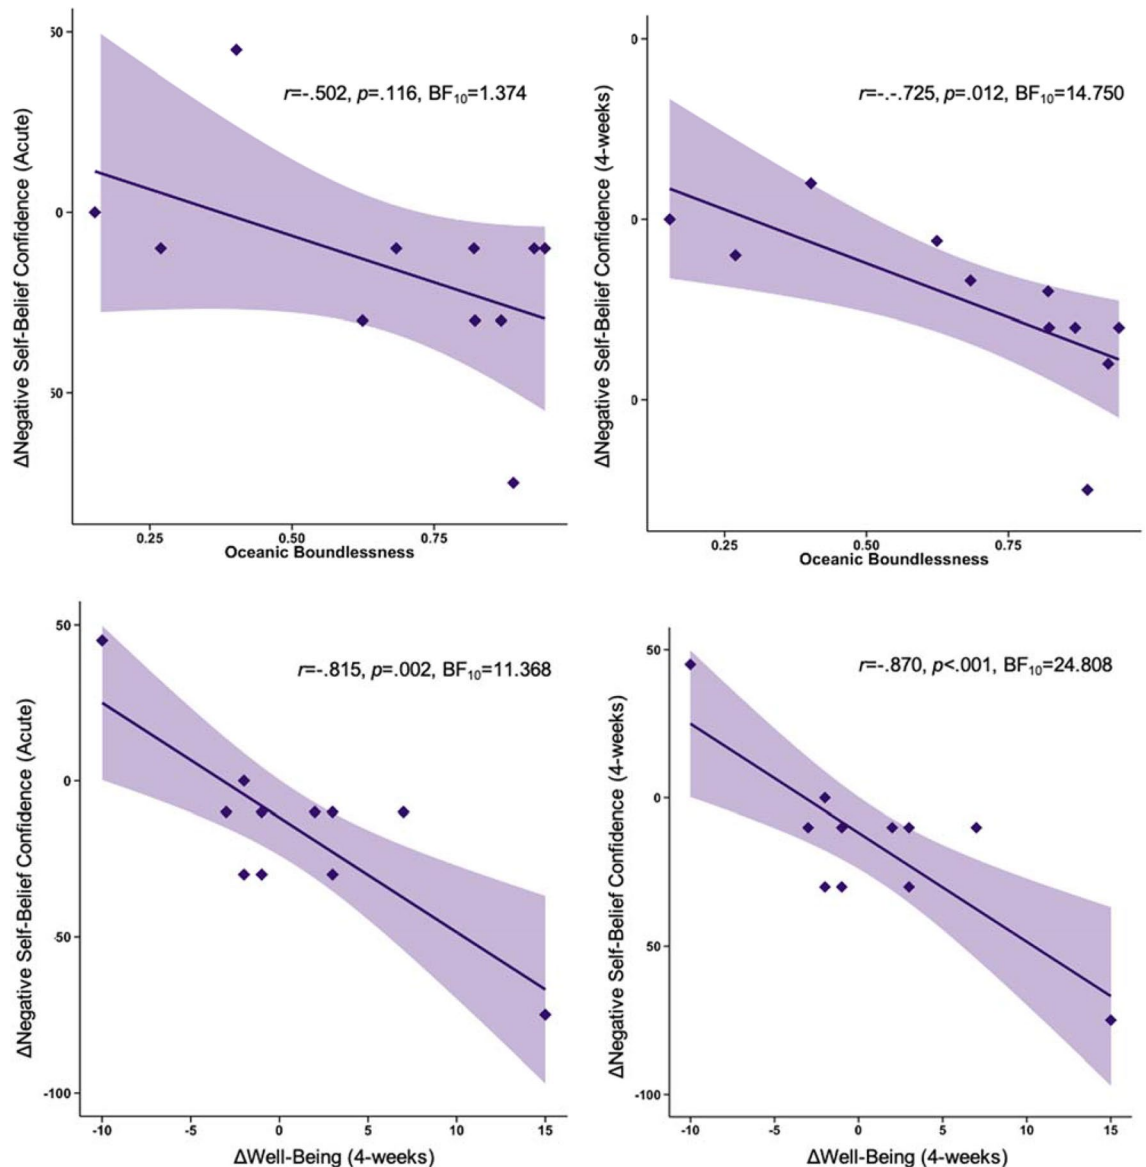 ΔNegative Self-Belief Confidence (Acute)
50
0
50
r=-.502, p=.116, BF10=1.374
0.25 0.50 0.75
Oceanic Boundlessness
ΔNegative Self-Belief Confidence (4-weeks)
0
0
0
r=-.-.725, p=.012, BF10=14.750
0.25 0.50 0.75
Oceanic Boundlessness
ΔNegative Self-Belief Confidence (Acute)
50
0
-50
-100
r=-.815, p=.002, BF10=11.368
-10 -5 0 5 10 15
ΔWell-Being (4-weeks)
ΔNegative Self-Belief Confidence (4-weeks)
50
0
50
-100
r=-.870, p<.001, BF10=24.808
-10 -5 0 5 10 15
ΔWell-Being (4-weeks)